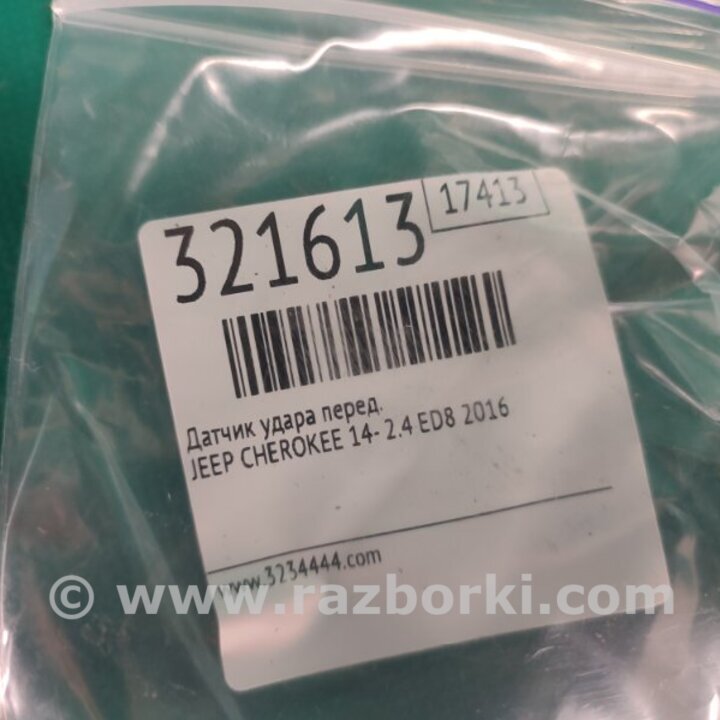 321613
17413
Датчик удара перед.
JEEP CHEROKEE 14- 2.4 ED8 2016
www.3234444.com
© www.razborki.com